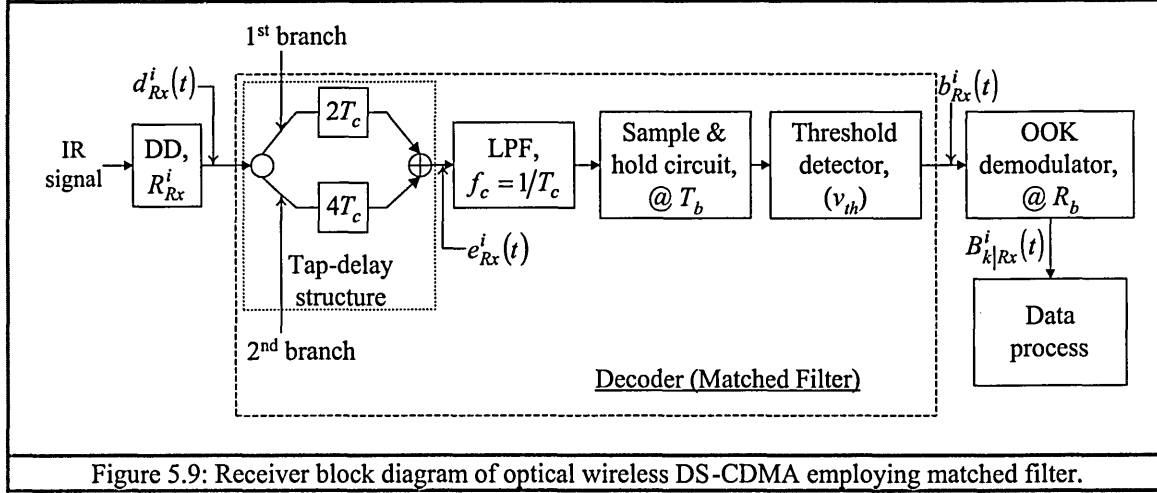 1st branch
d^i_Rx(t)
IR
signal
DD,
R^i_Rx
2T_c
4T_c
Tap-delay
structure
2nd branch
e^i_Rx(t)
LPF,
f_c = 1/T_c
Sample &
hold circuit,
@ T_b
Threshold
detector,
(v_th)
b^i_Rx(t)
OOK
demodulator,
@ R_b
B^i_k|Rx(t)
Data
process
Decoder (Matched Filter)
Figure 5.9: Receiver block diagram of optical wireless DS-CDMA employing matched filter.